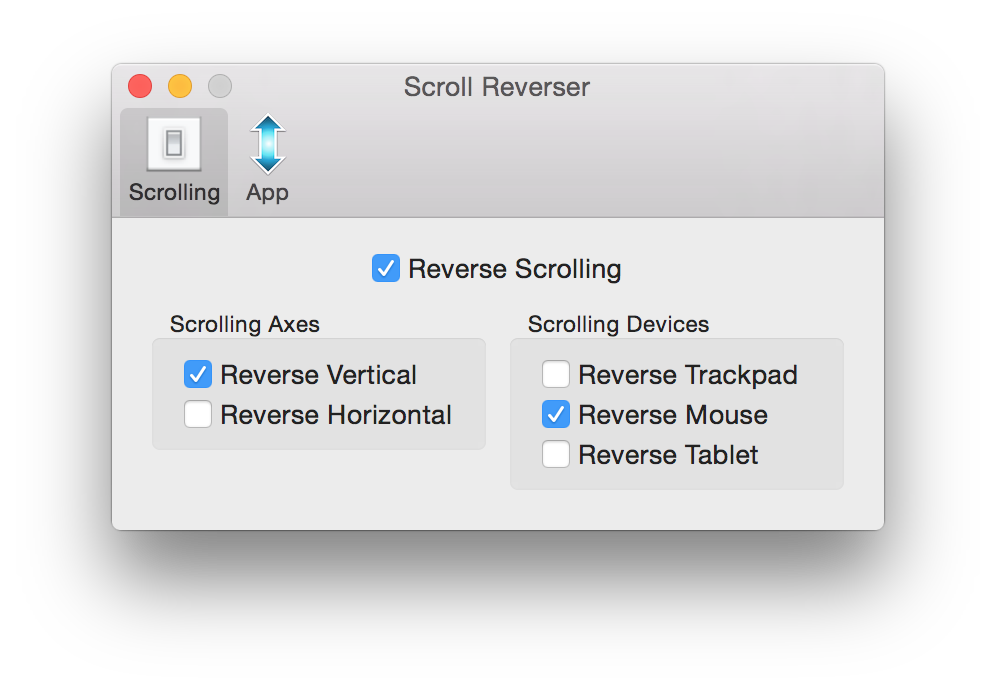 Scroll Reverser
Scrolling
App
Reverse Scrolling
Scrolling Axes
Reverse Vertical
Reverse Horizontal
Scrolling Devices
Reverse Trackpad
Reverse Mouse
Reverse Tablet